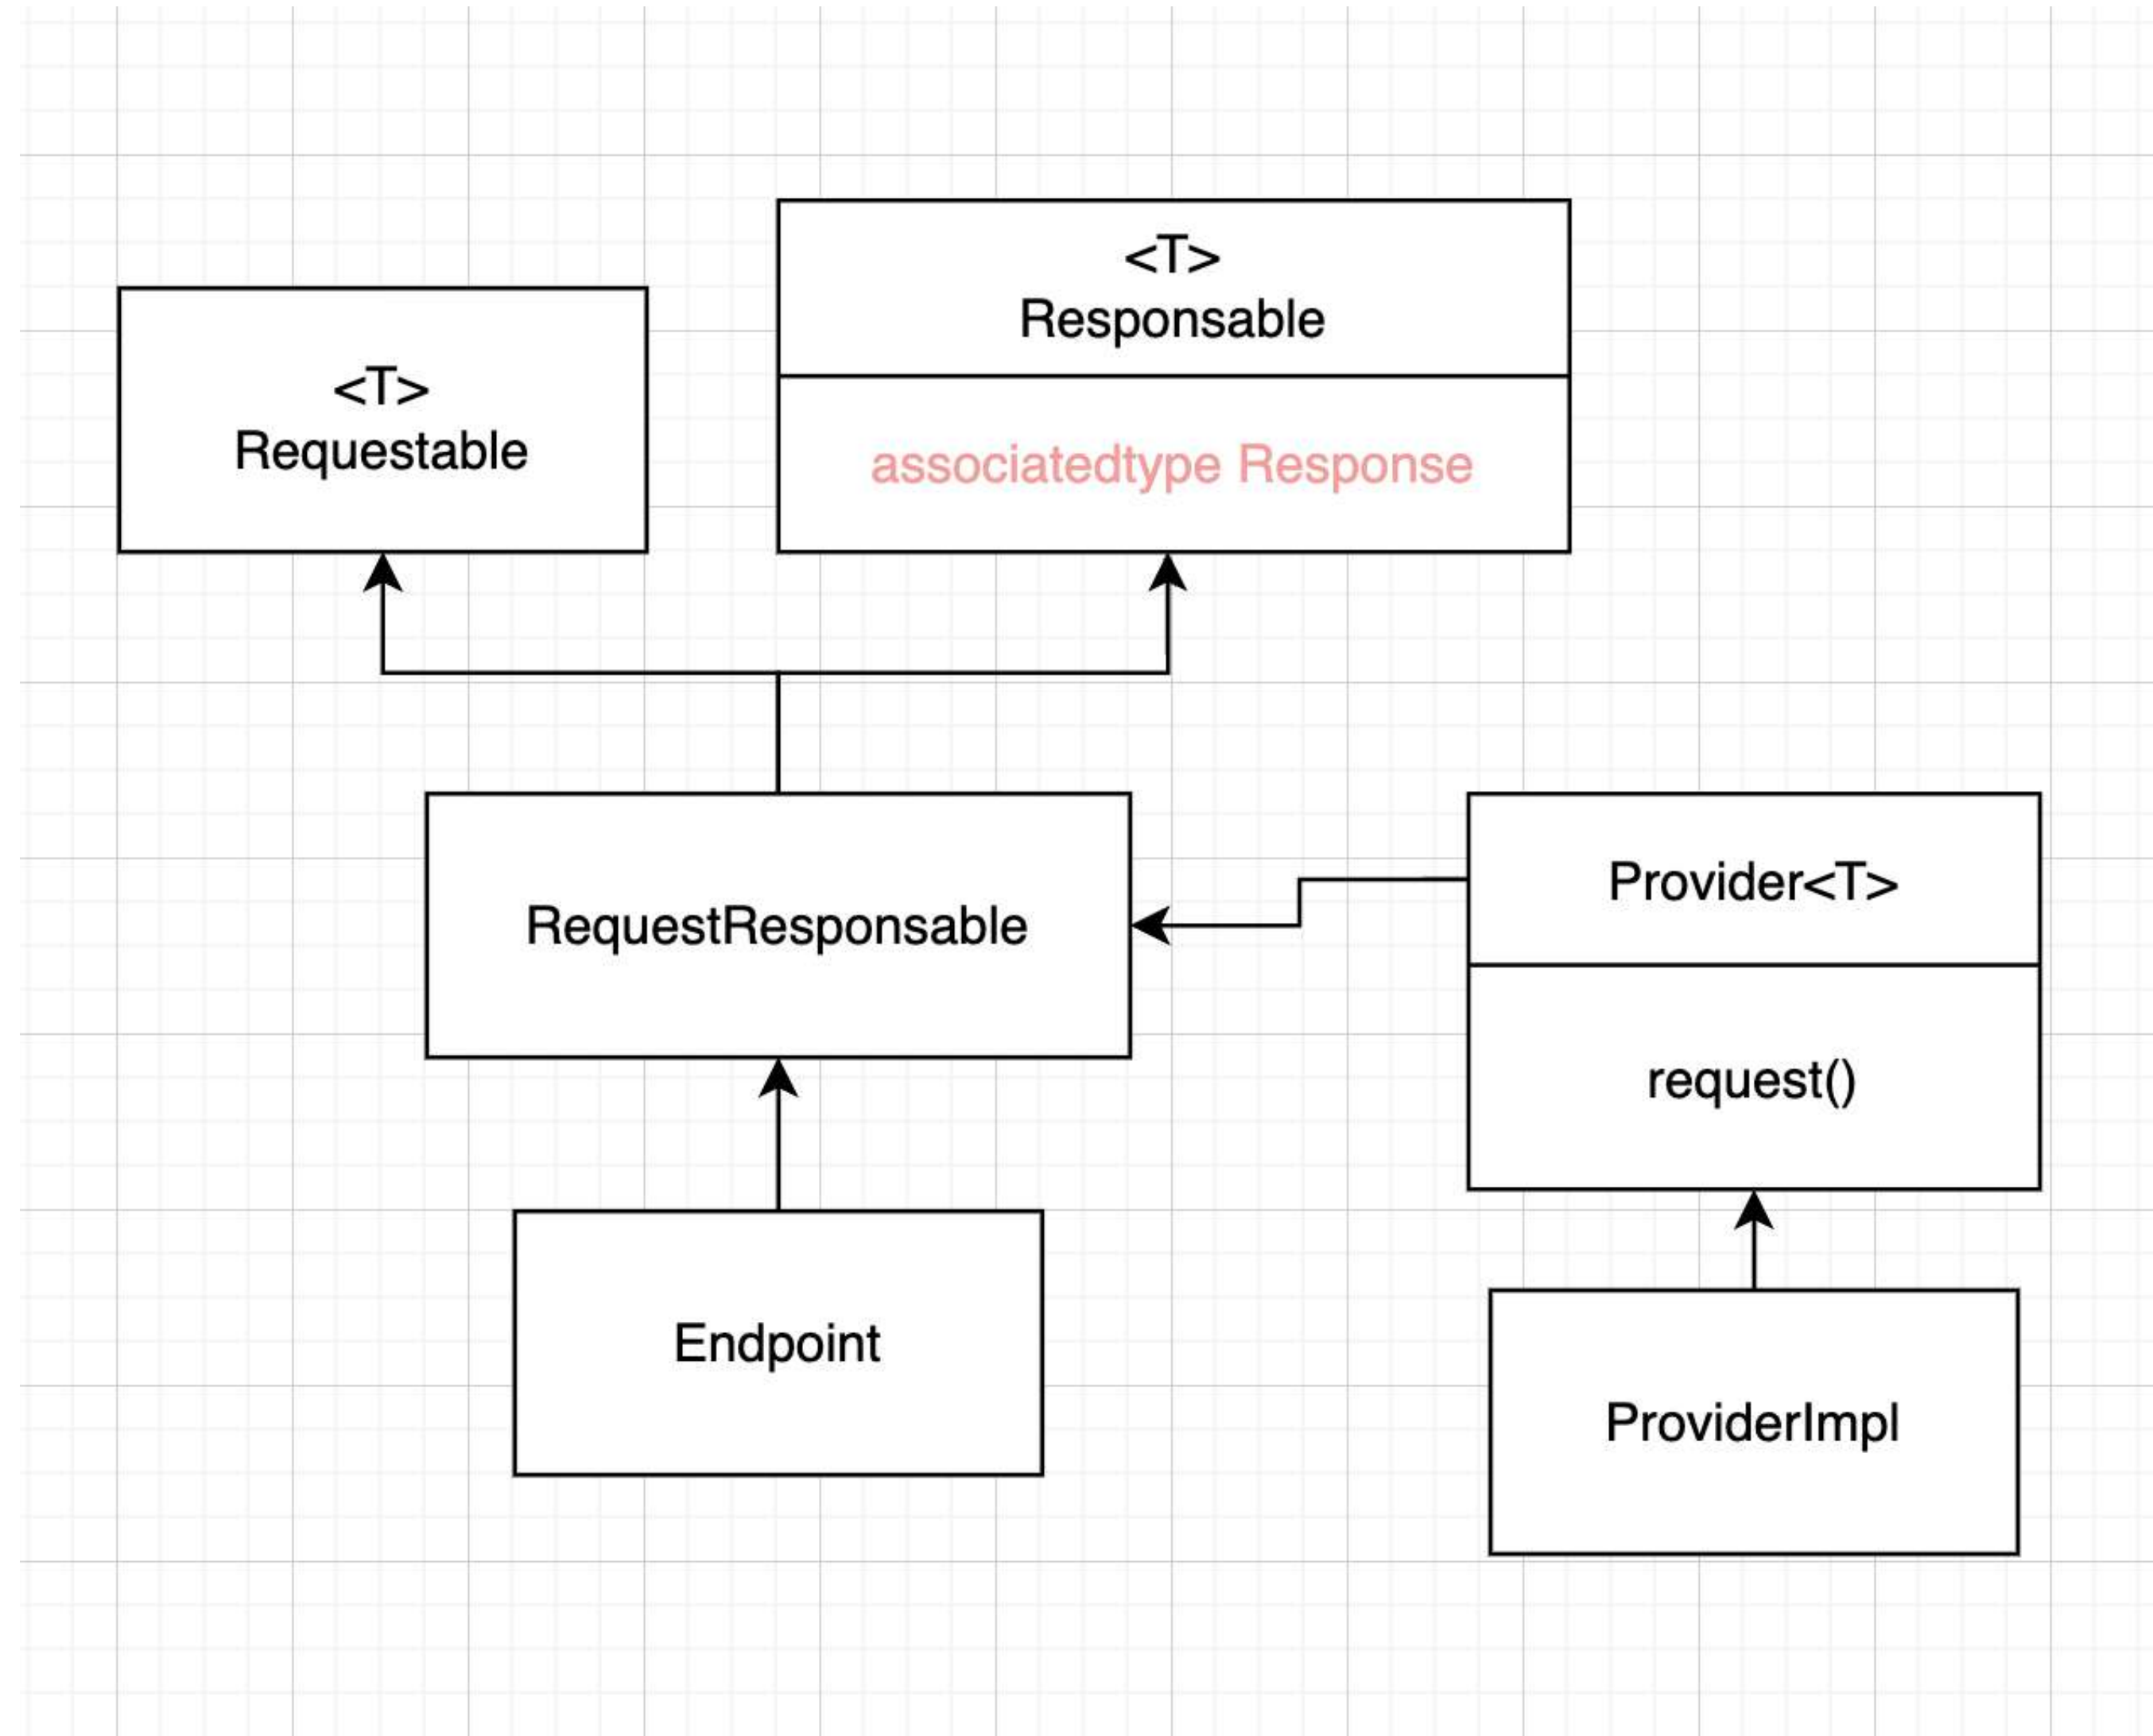 <T>
Responsable
associatedtype Response
<T>
Requestable
RequestResponsable
Provider<T>
request()
Endpoint
ProviderImpl